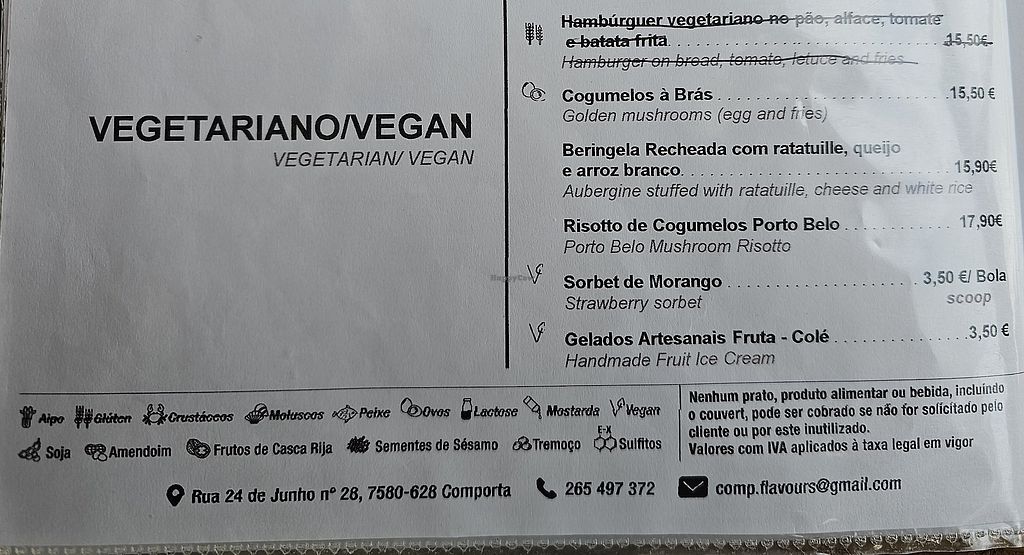 VEGETARIANO/VEGAN
VEGETARIAN/ VEGAN
Hambúrguer vegetariano no pão, alface, tomate
e batata frita. . . . . . . . . . . . . . . . . . . . . . . . . . . 15,50€
Hamburger on bread, tomato, letuce and fries
Cogumelos à Brás . . . . . . . . . . . . . . . . . . . . . . . 15,50 €
Golden mushrooms (egg and fries)
Beringela Recheada com ratatuille, queijo
e arroz branco. . . . . . . . . . . . . . . . . . . . . . . . . . . 15,90€
Aubergine stuffed with ratatuille, cheese and white rice
Risotto de Cogumelos Porto Belo . . . . . . . . . . . 17,90€
Porto Belo Mushroom Risotto
Sorbet de Morango . . . . . . . . . . . . . . . . . . . 3,50 €/ Bola
Strawberry sorbet scoop
Gelados Artesanais Fruta - Colé . . . . . . . . . . . . . 3,50 €
Handmade Fruit Ice Cream
HappyCow
Aipo Glúten Crustáceos Moluscos Peixe Ovos Lactose Mostarda Vegan
Soja Amendoim Frutos de Casca Rija Sementes de Sésamo Tremoço E-X Sulfitos
Nenhum prato, produto alimentar ou bebida, incluindo
o couvert, pode ser cobrado se não for solicitado pelo
cliente ou por este inutilizado.
Valores com IVA aplicados à taxa legal em vigor
Rua 24 de Junho nº 28, 7580-628 Comporta 265 497 372 comp.flavours@gmail.com